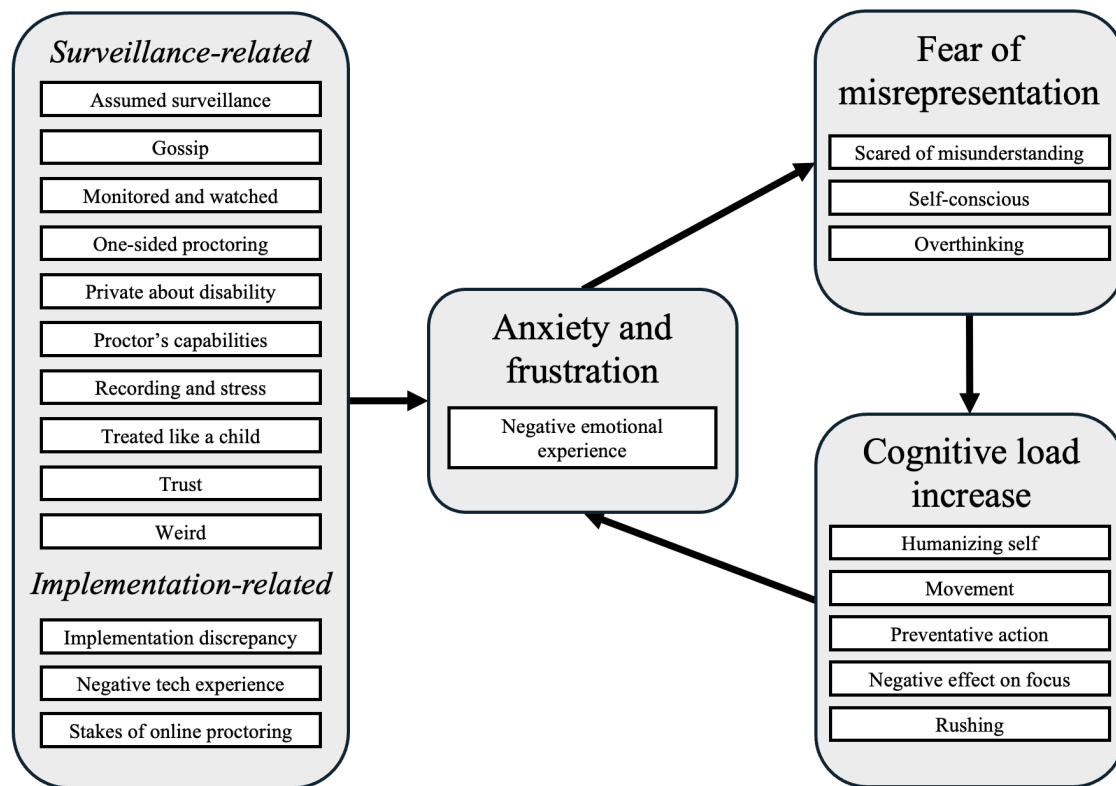 Surveillance-related
Assumed surveillance
Gossip
Monitored and watched
One-sided proctoring
Private about disability
Proctor’s capabilities
Recording and stress
Treated like a child
Trust
Weird
Implementation-related
Implementation discrepancy
Negative tech experience
Stakes of online proctoring
Anxiety and
frustration
Negative emotional
experience
Fear of
misrepresentation
Scared of misunderstanding
Self-conscious
Overthinking
Cognitive load
increase
Humanizing self
Movement
Preventative action
Negative effect on focus
Rushing